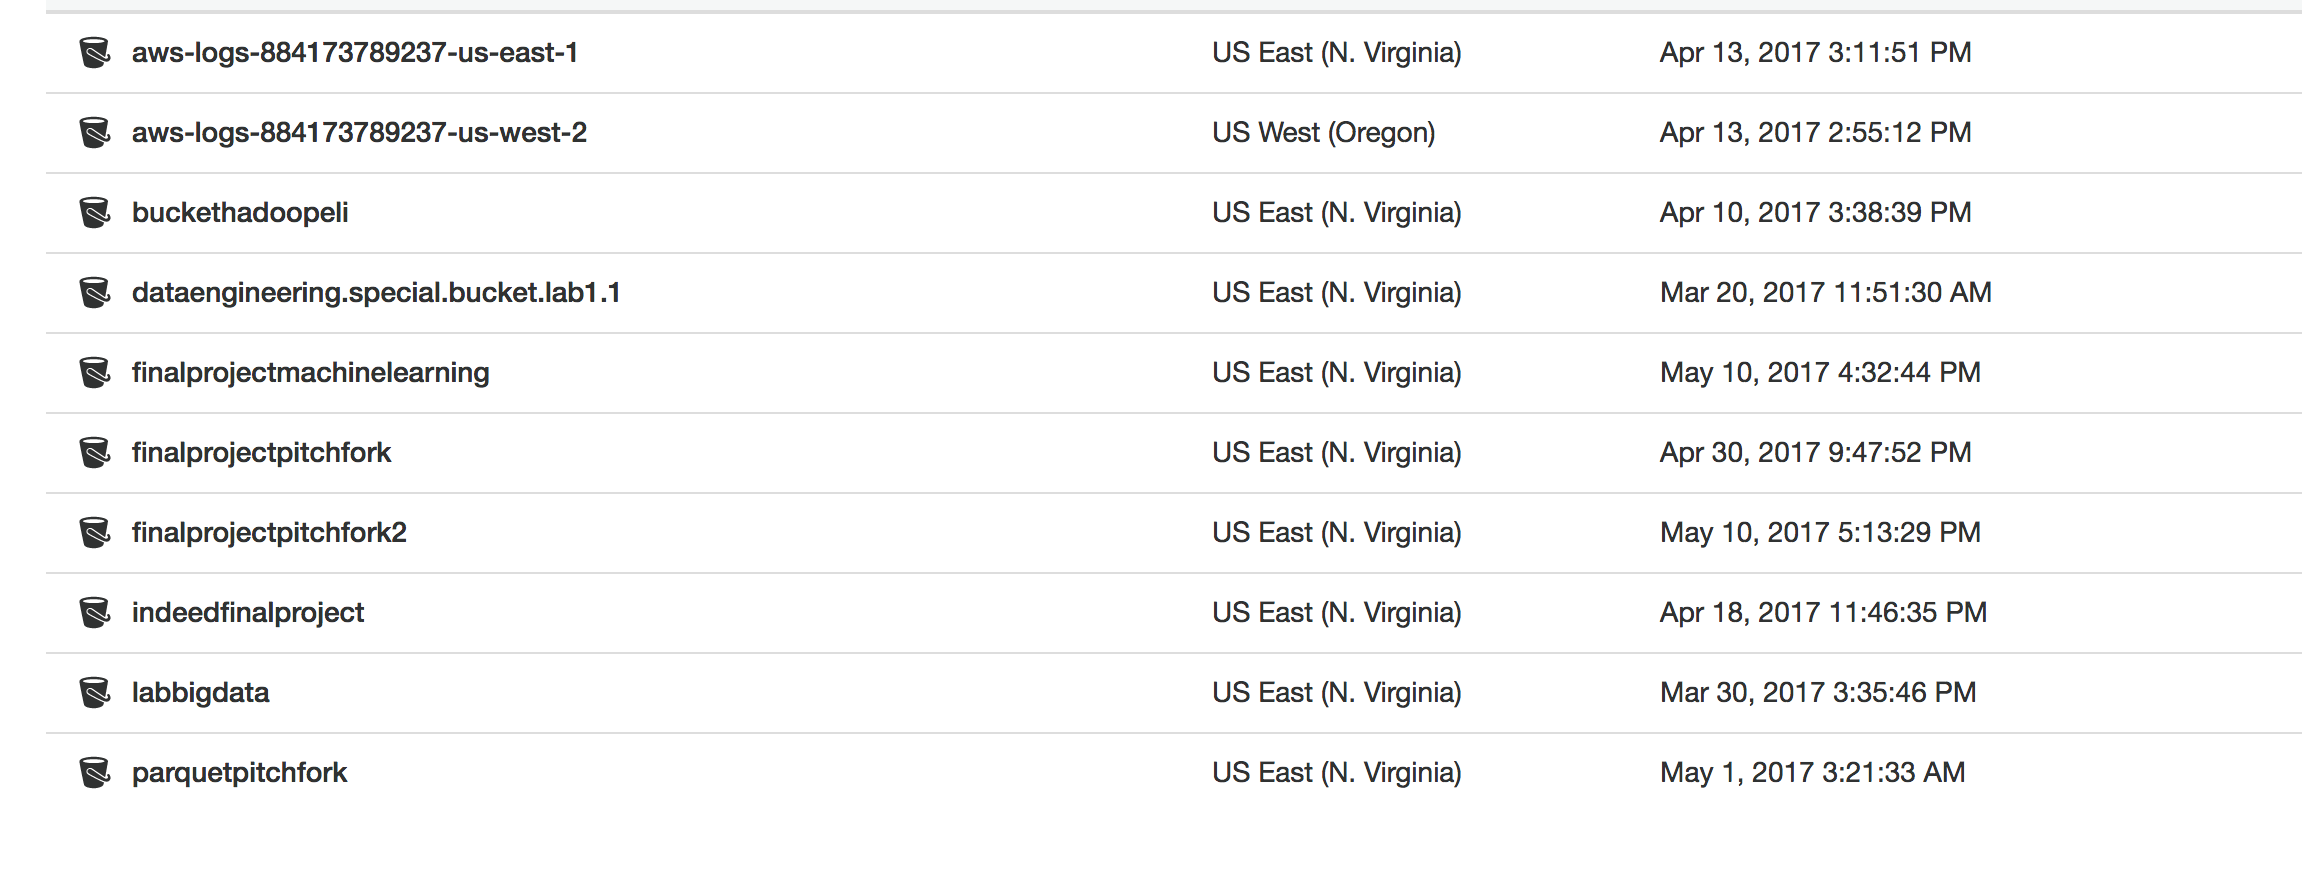 aws-logs-884173789237-us-east-1 US East (N. Virginia) Apr 13, 2017 3:11:51 PM
aws-logs-884173789237-us-west-2 US West (Oregon) Apr 13, 2017 2:55:12 PM
buckethadoopeli US East (N. Virginia) Apr 10, 2017 3:38:39 PM
dataengineering.special.bucket.lab1.1 US East (N. Virginia) Mar 20, 2017 11:51:30 AM
finalprojectmachinelearning US East (N. Virginia) May 10, 2017 4:32:44 PM
finalprojectpitchfork US East (N. Virginia) Apr 30, 2017 9:47:52 PM
finalprojectpitchfork2 US East (N. Virginia) May 10, 2017 5:13:29 PM
indeedfinalproject US East (N. Virginia) Apr 18, 2017 11:46:35 PM
labbigdata US East (N. Virginia) Mar 30, 2017 3:35:46 PM
parquetpitchfork US East (N. Virginia) May 1, 2017 3:21:33 AM